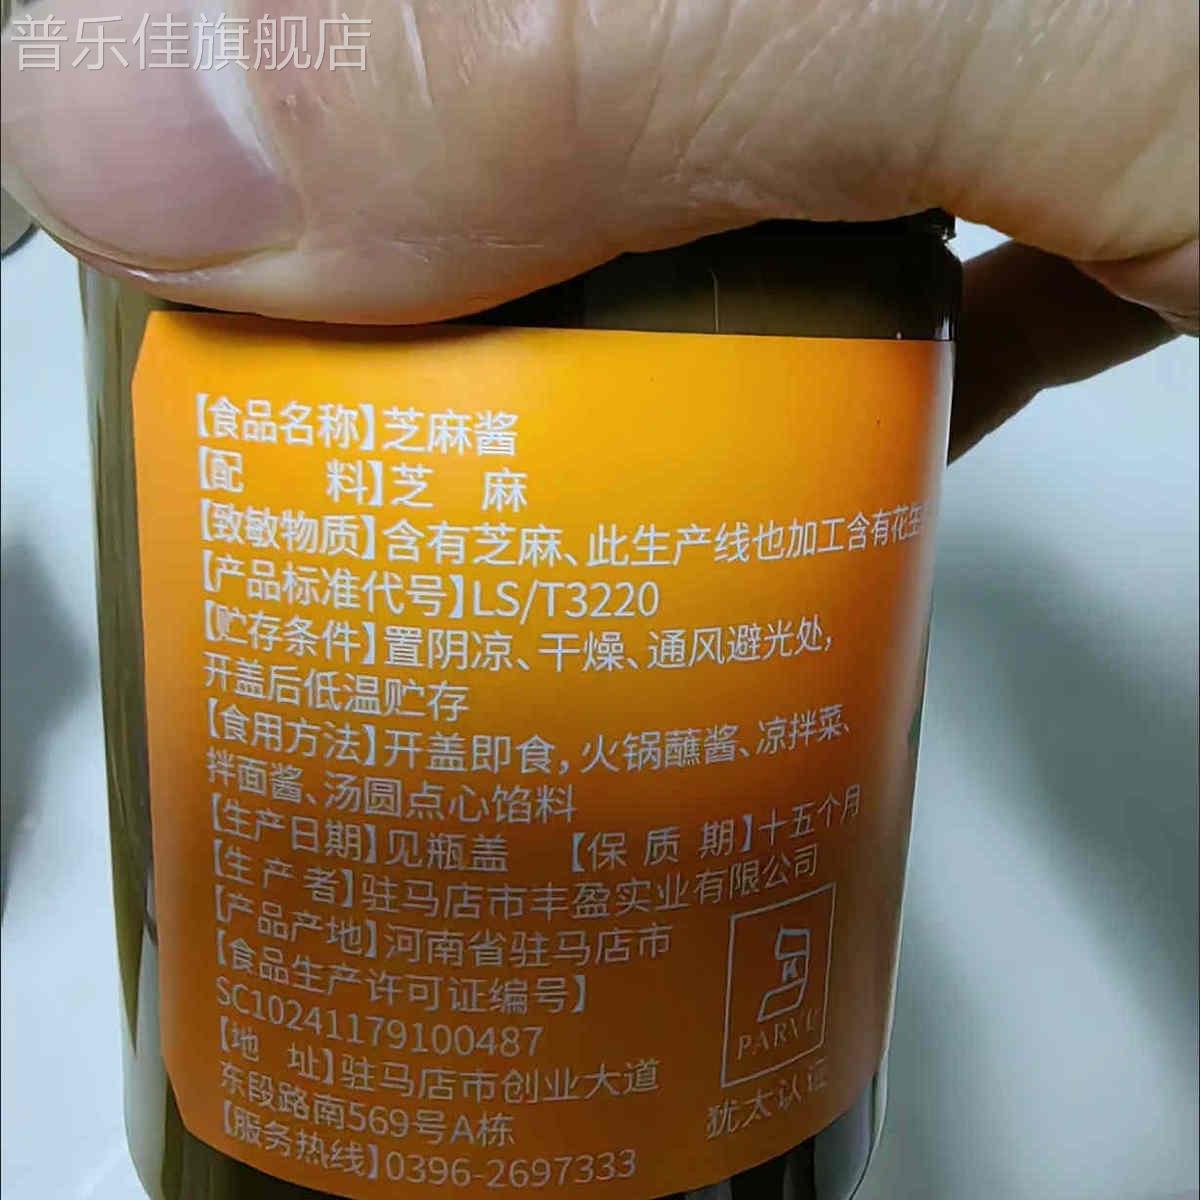 普乐佳旗舰店
【食品名称】芝麻酱
【配 料】芝 麻
【致敏物质】含有芝麻、此生产线也加工含有花生
【产品标准代号】LS/T3220
【贮存条件】置阴凉、干燥、通风避光处,
开盖后低温贮存
【食用方法】开盖即食,火锅蘸酱、凉拌菜、
拌面酱、汤圆点心馅料
【生产日期】见瓶盖 【保质期】十五个月
【生产者】驻马店市丰盈实业有限公司
【产品产地】河南省驻马店市
【食品生产许可证编号】
SC10241179100487
【地 址】驻马店市创业大道
东段路南569号A栋
【服务热线】0396-2697333
K
PARVE
犹太认证